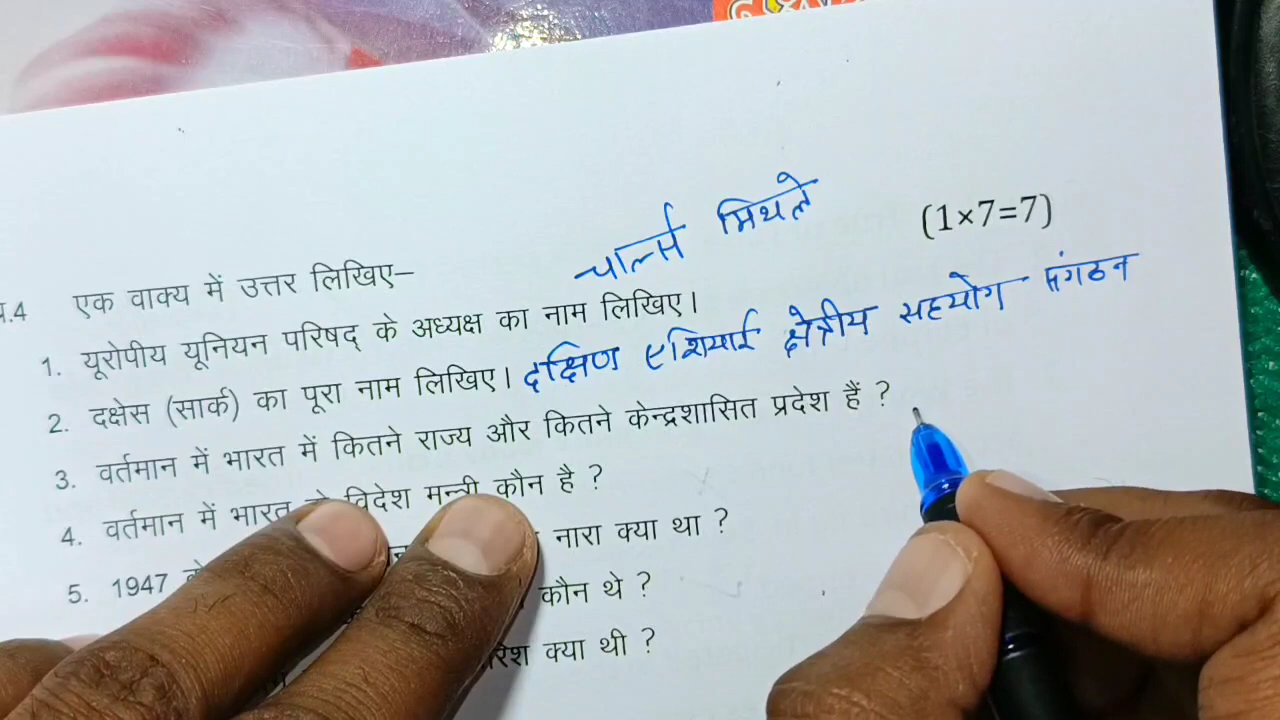 चार्ल्स मिथले
(1×7=7)
.4 एक वाक्य में उत्तर लिखिए–
1. यूरोपीय यूनियन परिषद् के अध्यक्ष का नाम लिखिए।
2. दक्षेस (सार्क) का पूरा नाम लिखिए। दक्षिण एशियाई क्षेत्रीय सहयोग संगठन
3. वर्तमान में भारत में कितने राज्य और कितने केन्द्रशासित प्रदेश हैं ?
4. वर्तमान में भारत विदेश मन्त्री कौन है ?
5. 1947 नारा क्या था ?
कौन थे ?
क्या थी ?